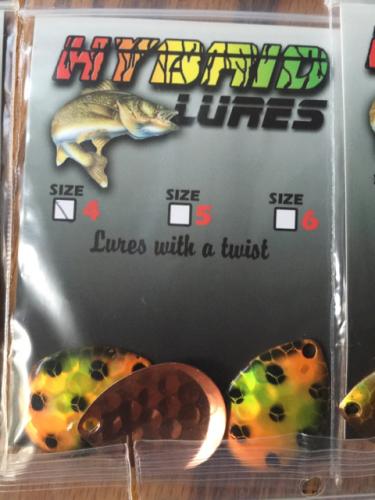 HYBRID
LURES
SIZE SIZE SIZE
4 5 6
Lures with a twist